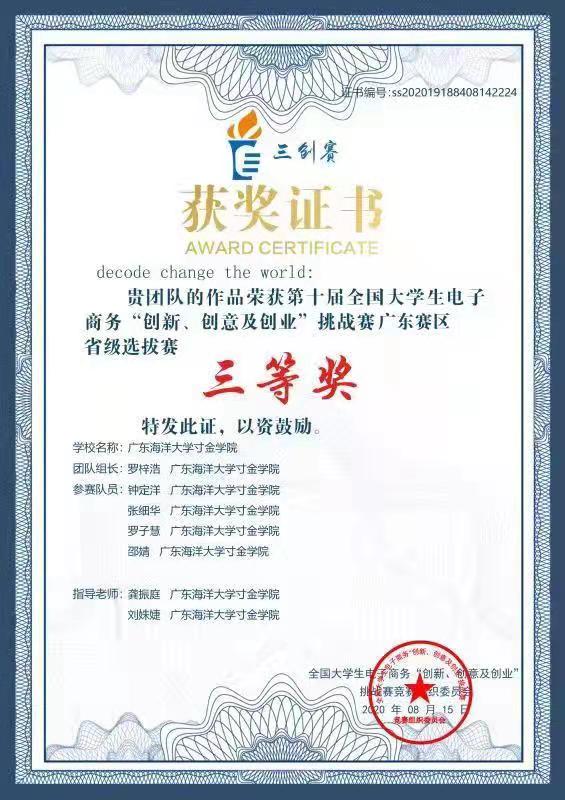 证书编号:ss202019188408142224
三创赛
获奖证书
AWARD CERTIFICATE
decode change the world:
贵团队的作品荣获第十届全国大学生电子
商务“创新、创意及创业”挑战赛广东赛区
省级选拔赛
三等奖
特发此证，以资鼓励。
学校名称: 广东海洋大学寸金学院
团队组长: 罗梓浩 广东海洋大学寸金学院
参赛队员: 钟定洋 广东海洋大学寸金学院
张细华 广东海洋大学寸金学院
罗子慧 广东海洋大学寸金学院
邵婧 广东海洋大学寸金学院
指导老师: 龚振庭 广东海洋大学寸金学院
刘姝婕 广东海洋大学寸金学院
全国大学生电子商务“创新、创意及创业”
挑战赛竞赛组织委员会
2020 年 08 月 15 日
竞赛组织委员会